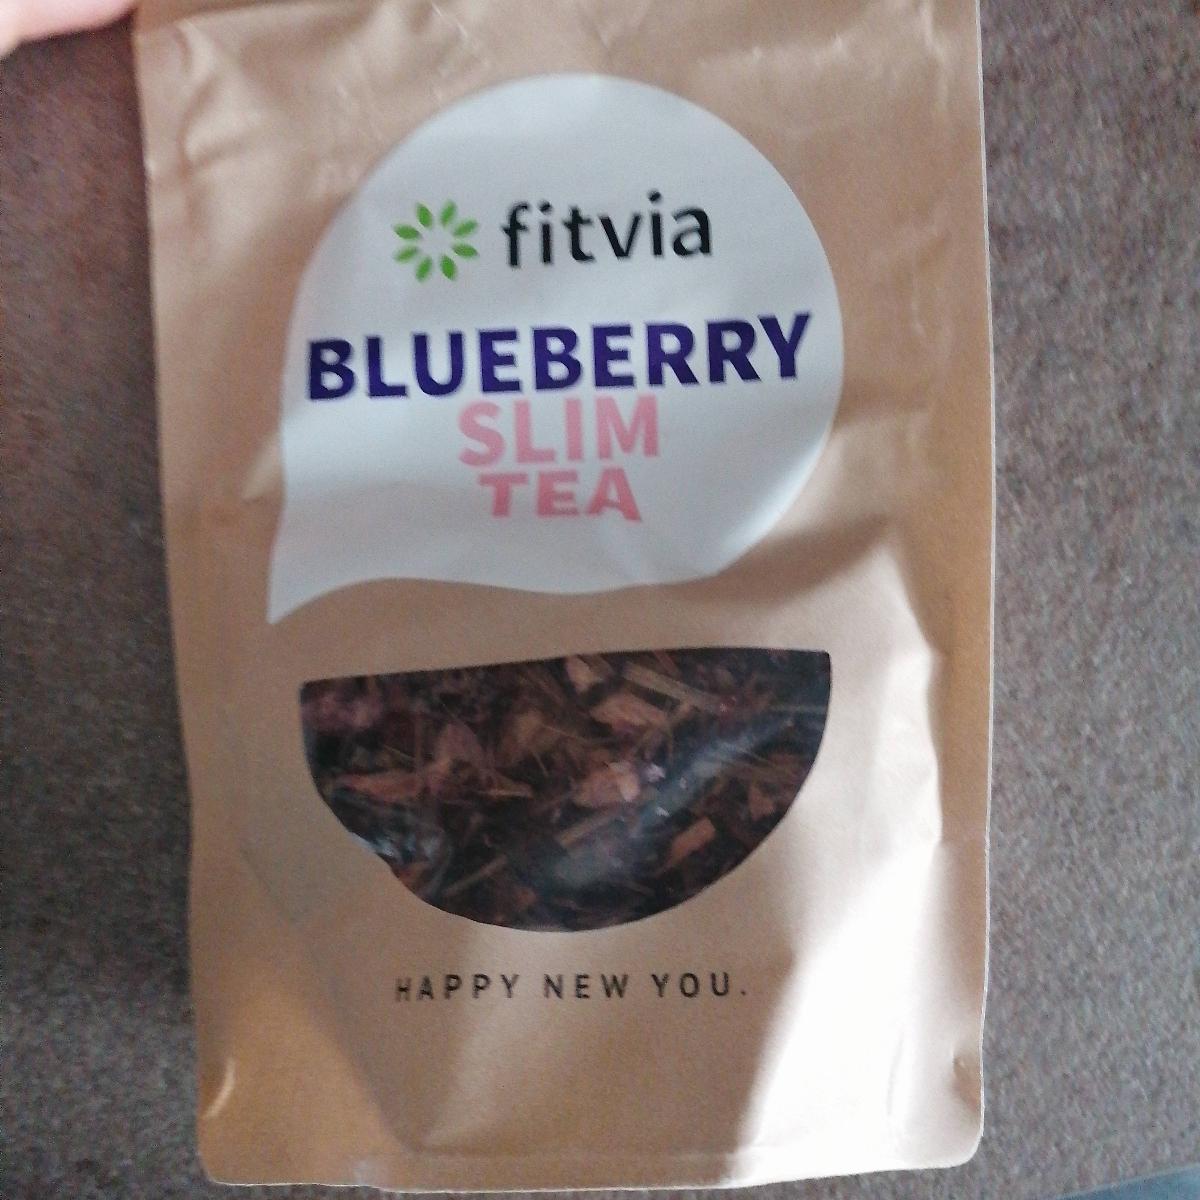 fitvia
BLUEBERRY
SLIM
TEA
HAPPY NEW YOU.